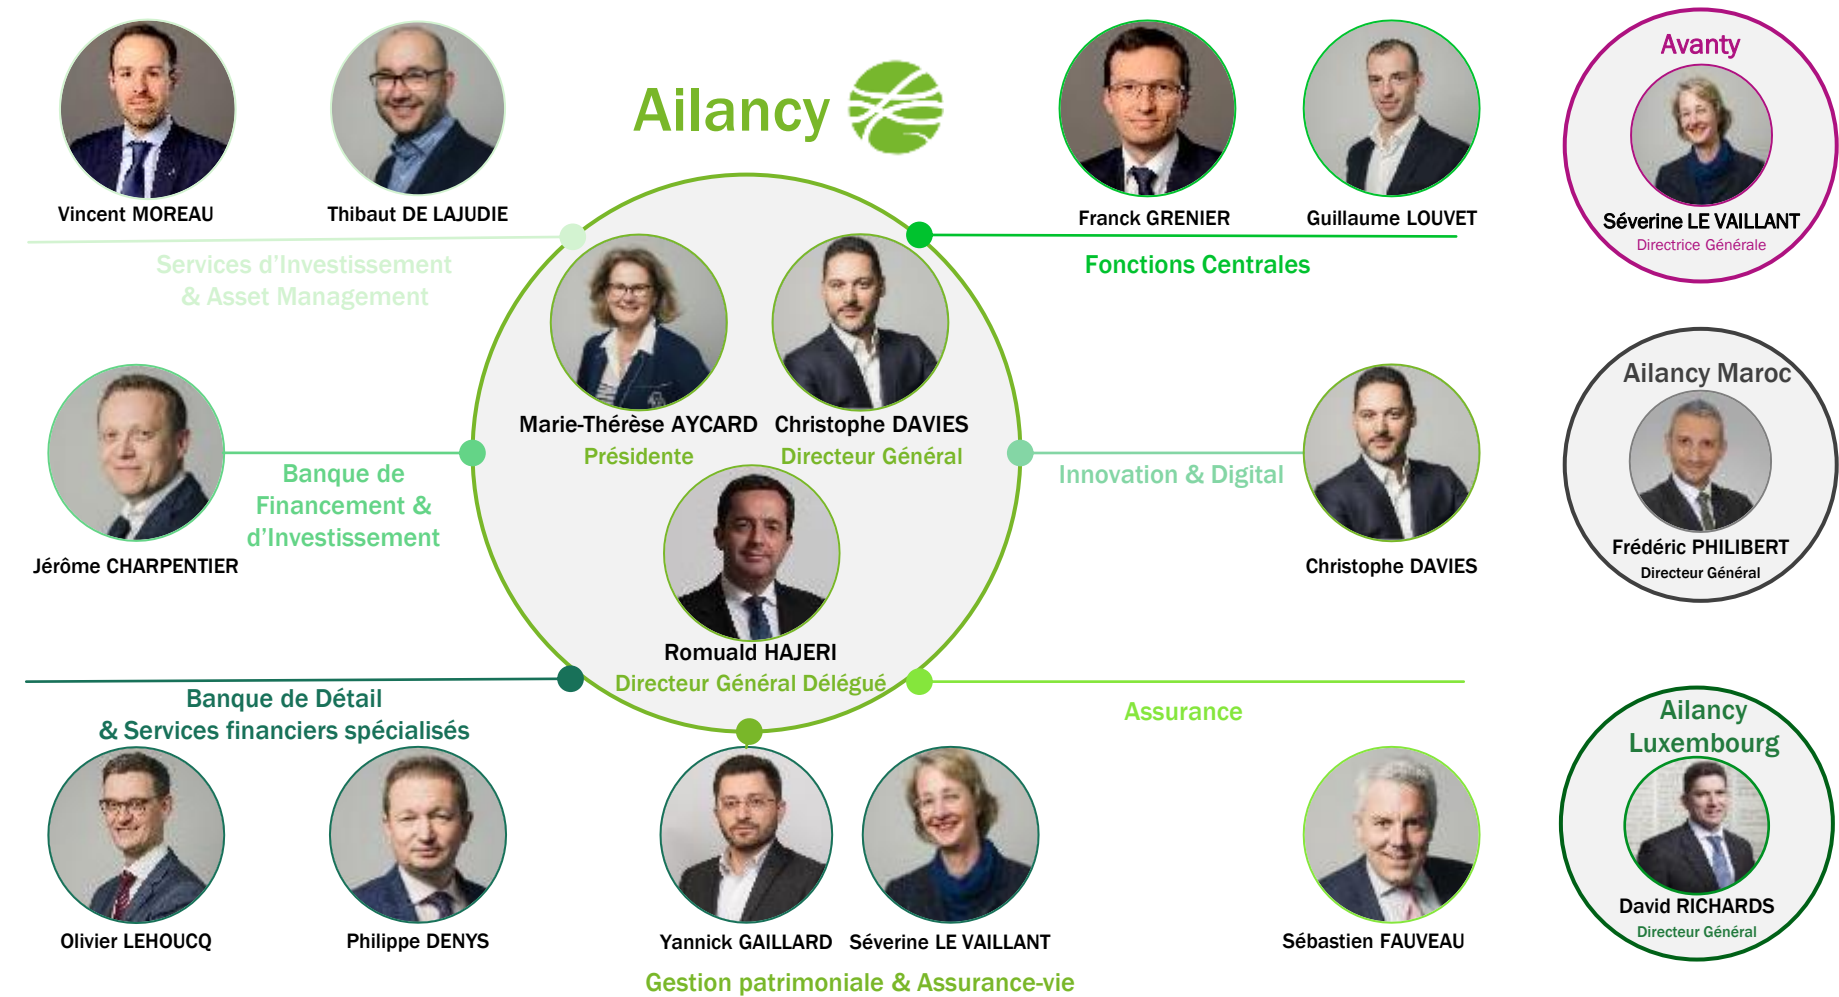 Ailancy
Vincent MOREAU
Thibaut DE LAJUDIE
Services d'Investissement
& Asset Management
Franck GRENIER
Guillaume LOUVET
Fonctions Centrales
Avanty
Séverine LE VAILLANT
Directrice Générale
Marie-Thérèse AYCARD
Présidente
Christophe DAVIES
Directeur Général
Romuald HAJERI
Directeur Général Délégué
Jérôme CHARPENTIER
Banque de
Financement &
d'Investissement
Innovation & Digital
Christophe DAVIES
Ailancy Maroc
Frédéric PHILIBERT
Directeur Général
Banque de Détail
& Services financiers spécialisés
Olivier LEHOUCQ
Philippe DENYS
Yannick GAILLARD
Séverine LE VAILLANT
Gestion patrimoniale & Assurance-vie
Assurance
Sébastien FAUVEAU
Ailancy
Luxembourg
David RICHARDS
Directeur Général